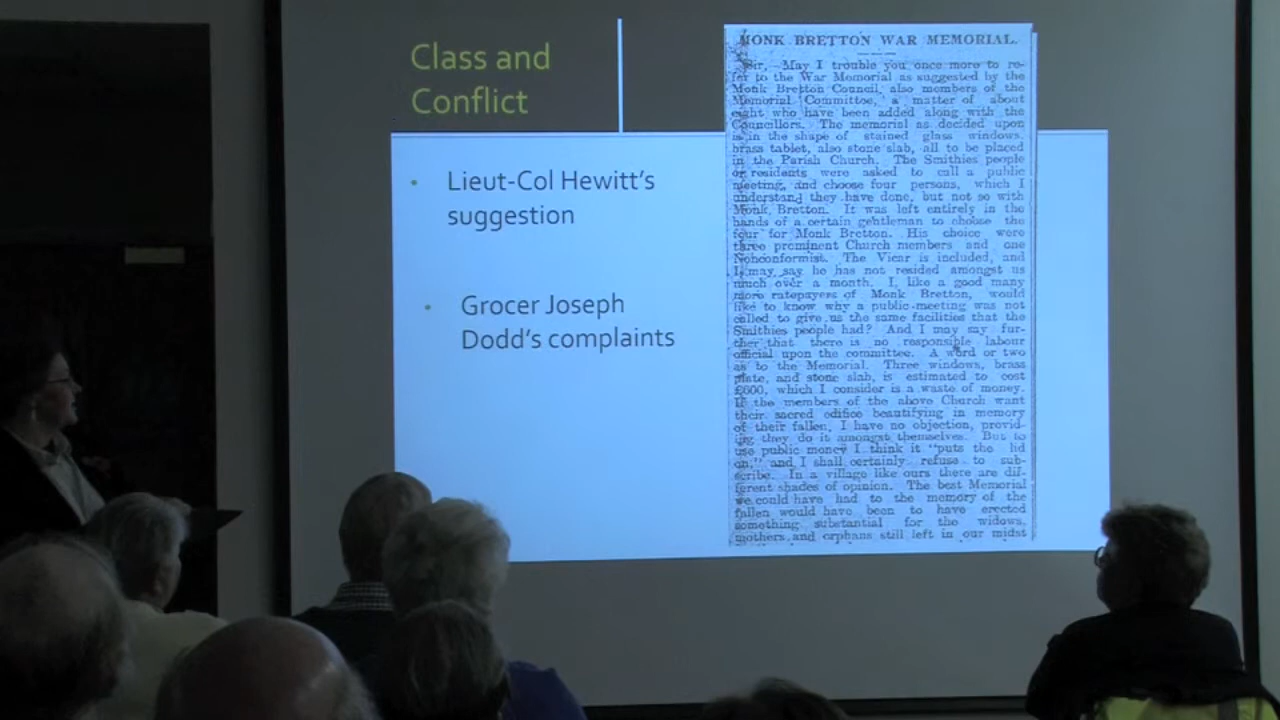 Class and
Conflict
• Lieut-Col Hewitt's
suggestion
• Grocer Joseph
Dodd's complaints
MONK BRETTON WAR MEMORIAL.
Sir,—May I trouble you once more to re-
fer to the War Memorial as suggested by the
Monk Bretton Council, also members of the
Memorial Committee, a matter of about
eight who have been added along with the
Councillors. The memorial as decided upon
is in the shape of stained glass windows,
brass tablet, also stone slab, all to be placed
in the Parish Church. The Smithies people
or residents were asked to call a public
meeting, and choose four persons, which I
understand they have done, but not so with
Monk Bretton. It was left entirely in the
hands of a certain gentleman to choose the
four for Monk Bretton. His choice were
three prominent Church members and one
Nonconformist. The Vicar is included, and
I may say he has not resided amongst us
much over a month. I, like a good many
more ratepayers of Monk Bretton, would
like to know why a public meeting was not
called to give us the same facilities that the
Smithies people had? And I may say fur-
ther that there is no responsible labour
official upon the committee. A word or two
as to the Memorial. Three windows, brass
plate, and stone slab, is estimated to cost
£600, which I consider is a waste of money.
If the members of the above Church want
their sacred edifice beautifying in memory
of their fallen, I have no objection, provid-
ing they do it amongst themselves. But to
use public money I think it "puts the lid
on," and I shall certainly refuse to sub-
scribe. In a village like ours there are dif-
ferent shades of opinion. The best Memorial
we could have had to the memory of the
fallen would have been to have erected
something substantial for the widows,
mothers and orphans still left in our midst